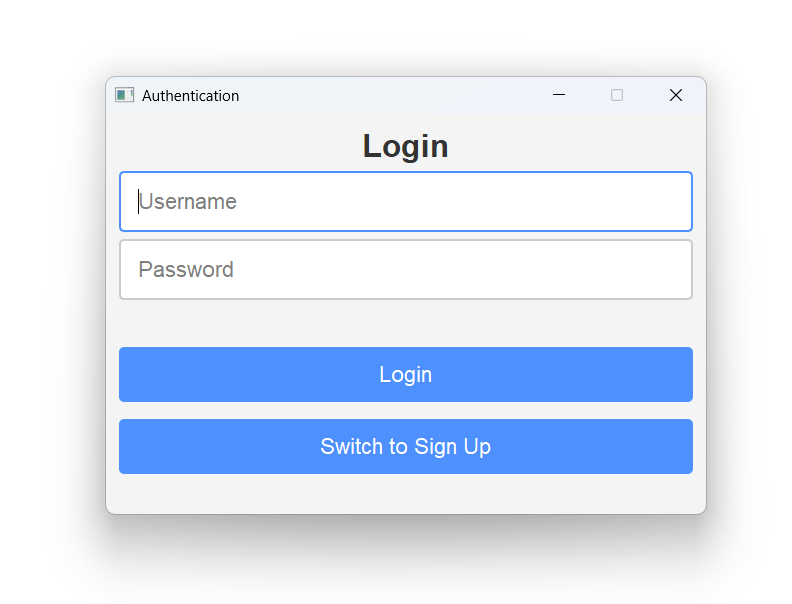 Authentication
Login
Username
Password
Login
Switch to Sign Up